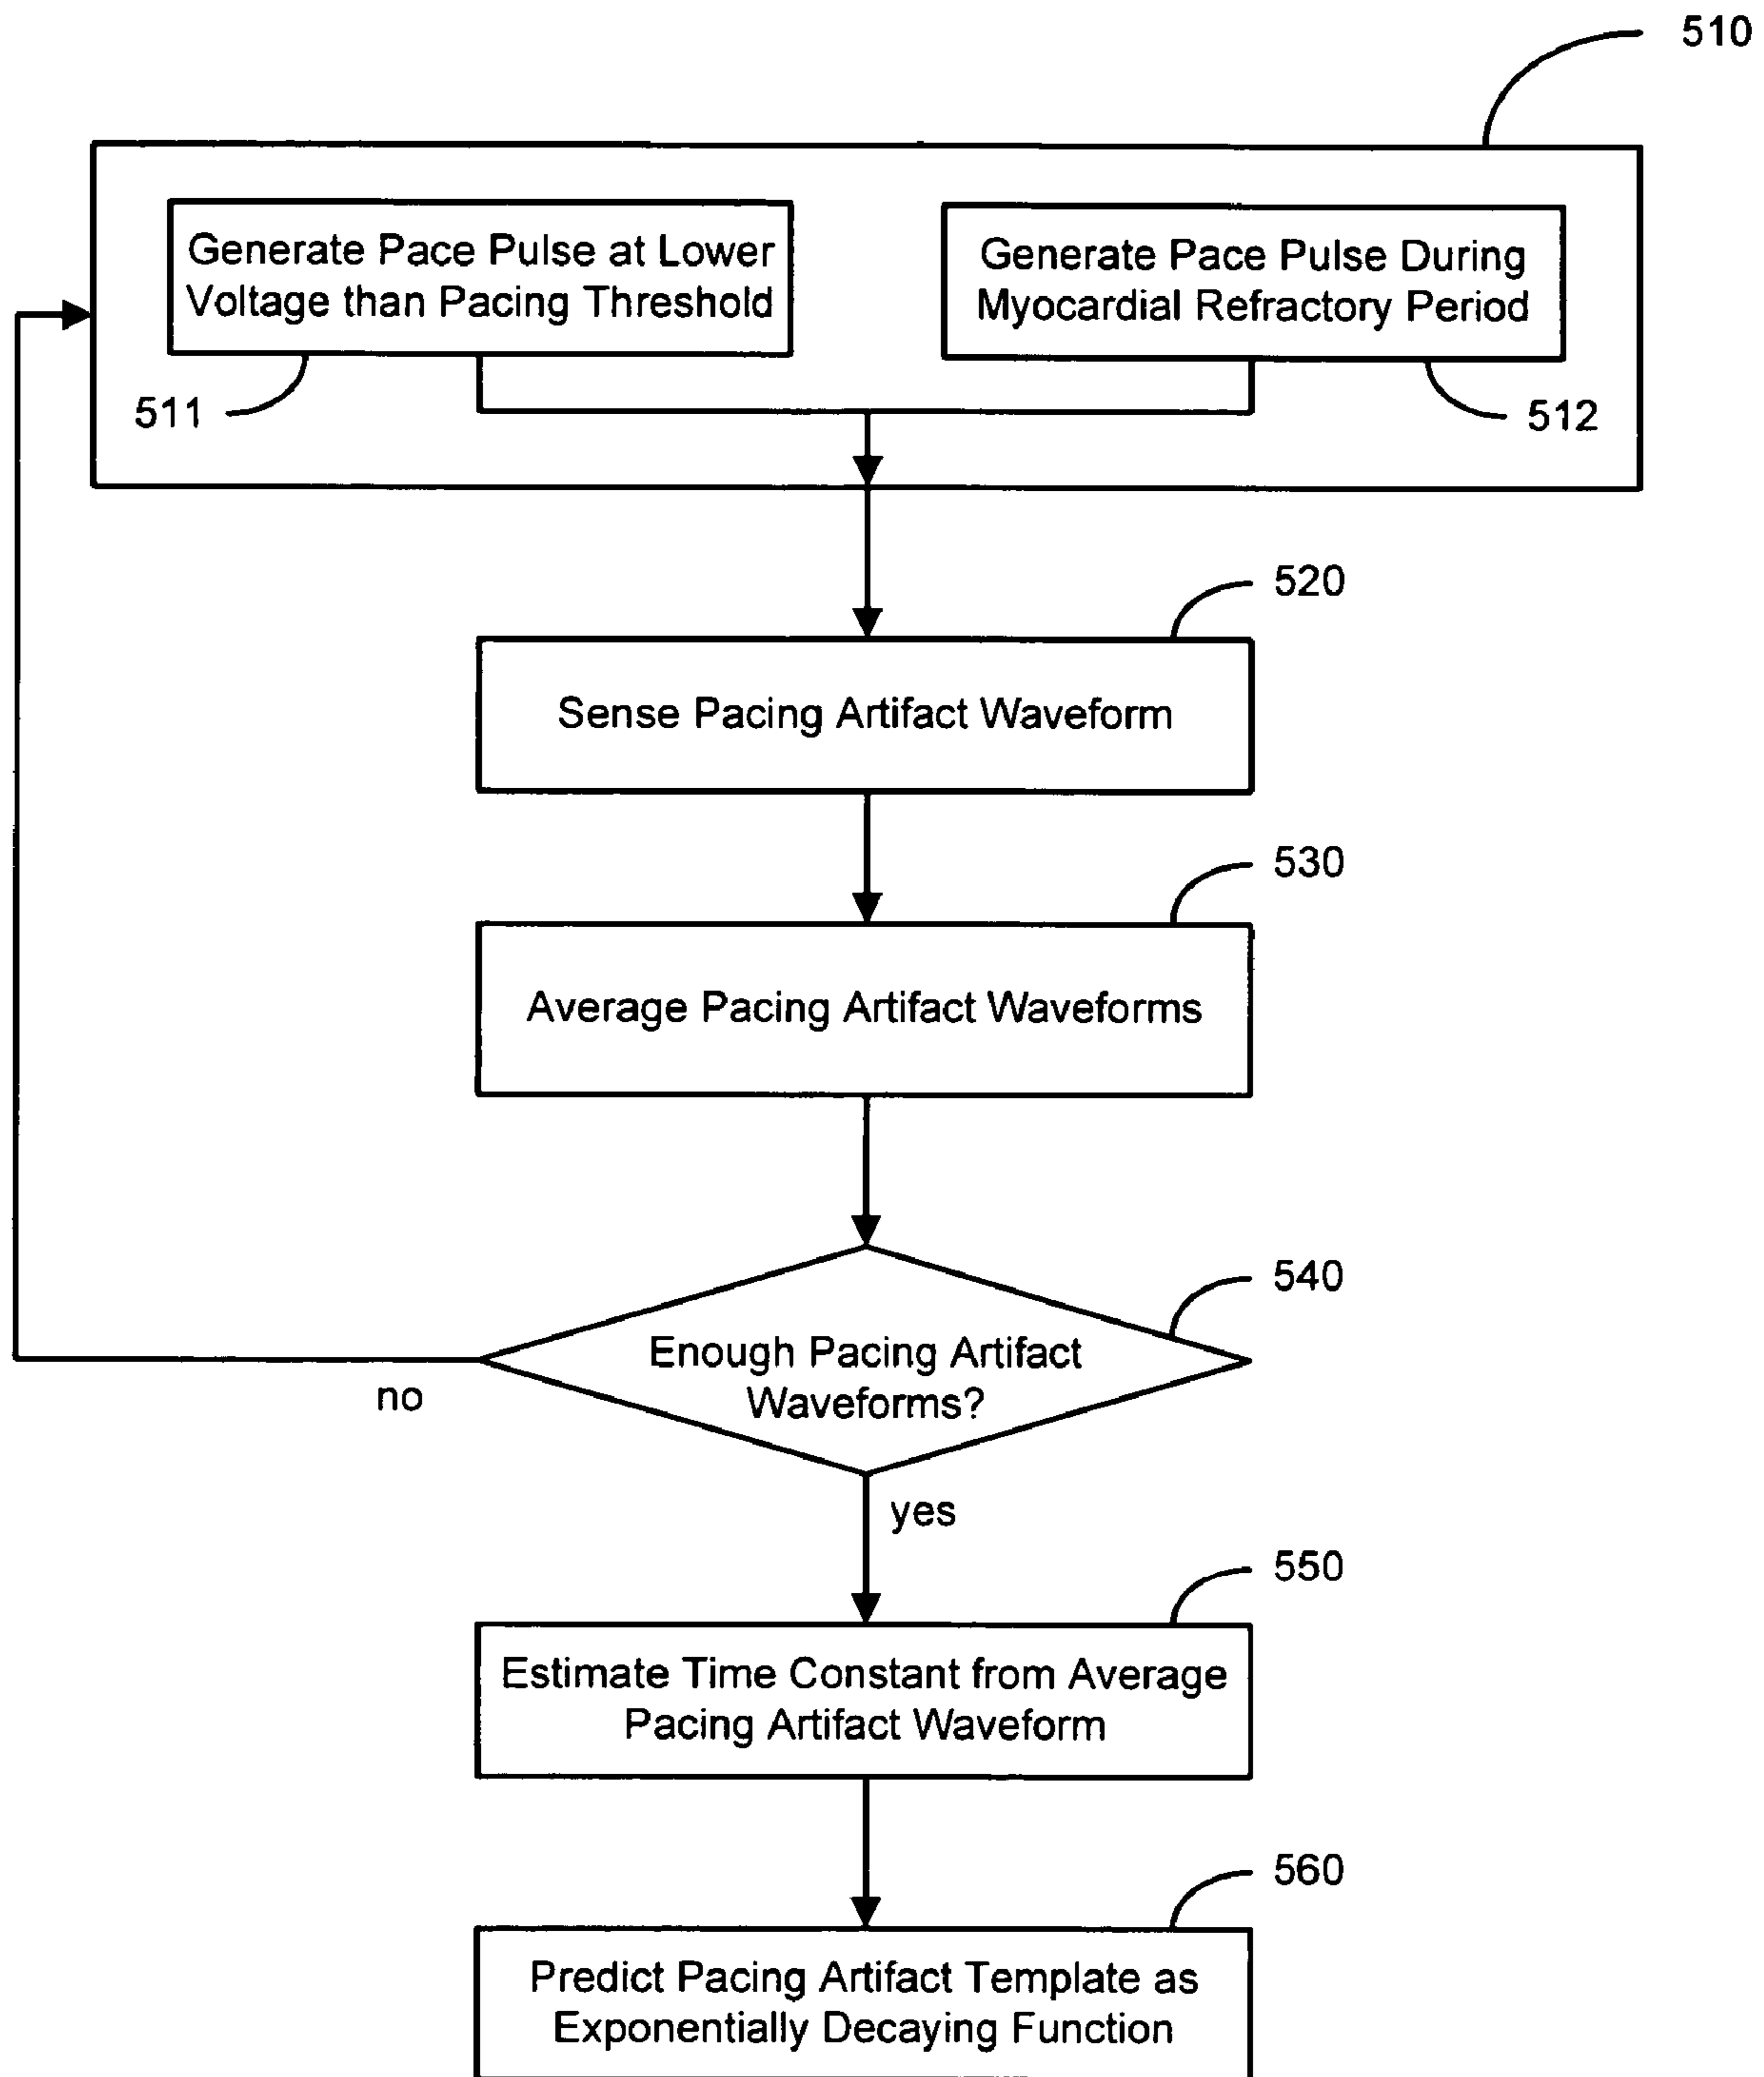 510
Generate Pace Pulse at Lower
Voltage than Pacing Threshold
Generate Pace Pulse During
Myocardial Refractory Period
511
512
520
Sense Pacing Artifact Waveform
530
Average Pacing Artifact Waveforms
540
Enough Pacing Artifact
Waveforms?
no
yes
550
Estimate Time Constant from Average
Pacing Artifact Waveform
560
Predict Pacing Artifact Template as
Exponentially Decaying Function